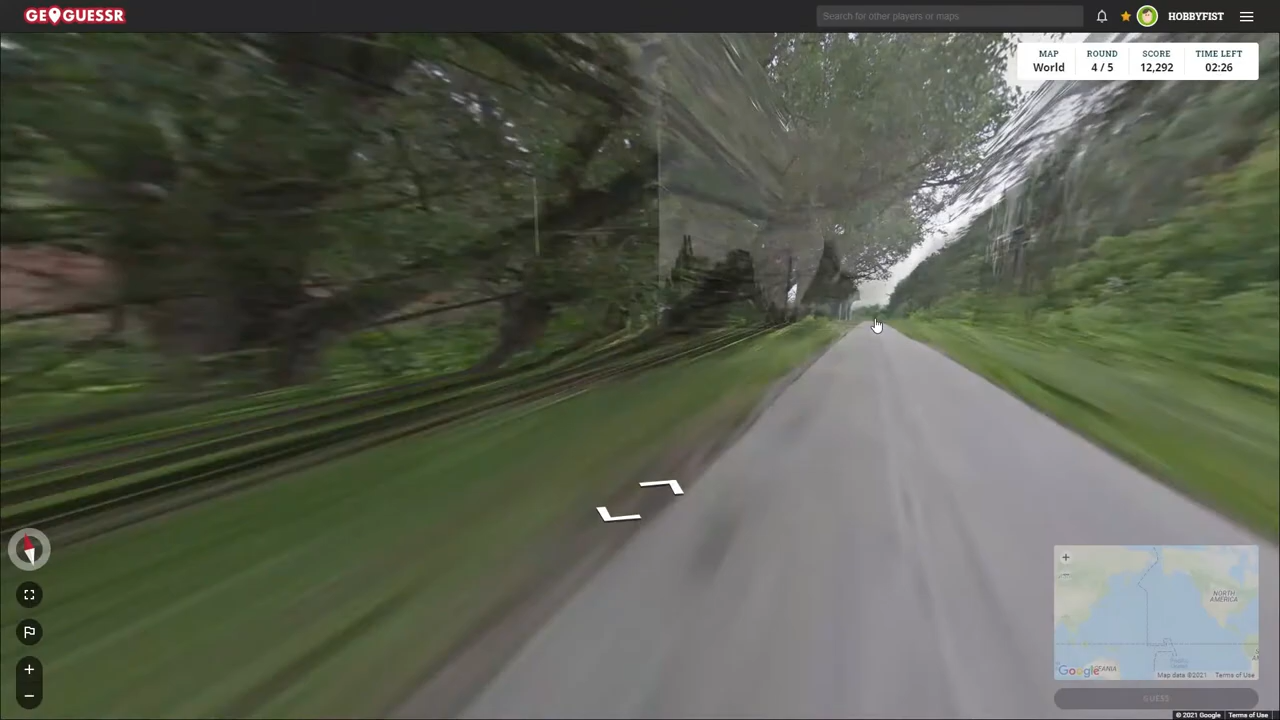 GEOGUESSR
Search for other players or maps
HOBBYFIST
MAP
World
ROUND
4 / 5
SCORE
12,292
TIME LEFT
02:26
NORTH
AMERICA
Google
Map data ©2021
Terms of Use
GUESS
© 2021 Google
Terms of Use